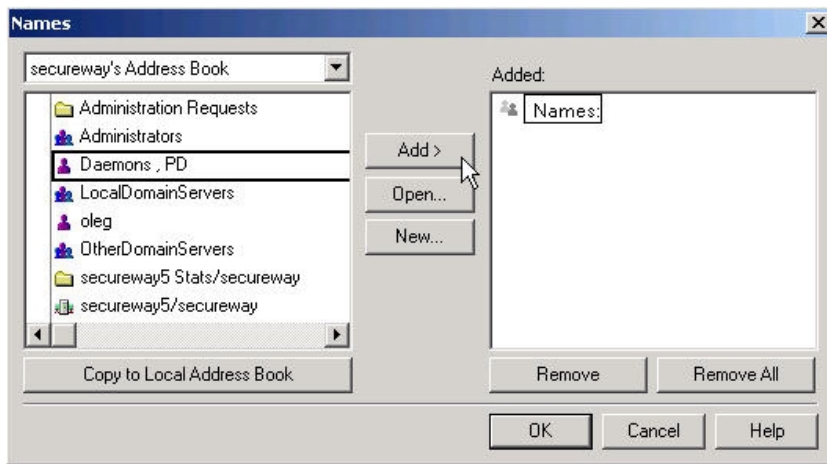 Names
secureway's Address Book
Added:
Administration Requests
Administrators
Daemons , PD
LocalDomainServers
oleg
OtherDomainServers
secureway5 Stats/secureway
secureway5/secureway
Add >
Open...
New...
Names:
Copy to Local Address Book
Remove
Remove All
OK
Cancel
Help